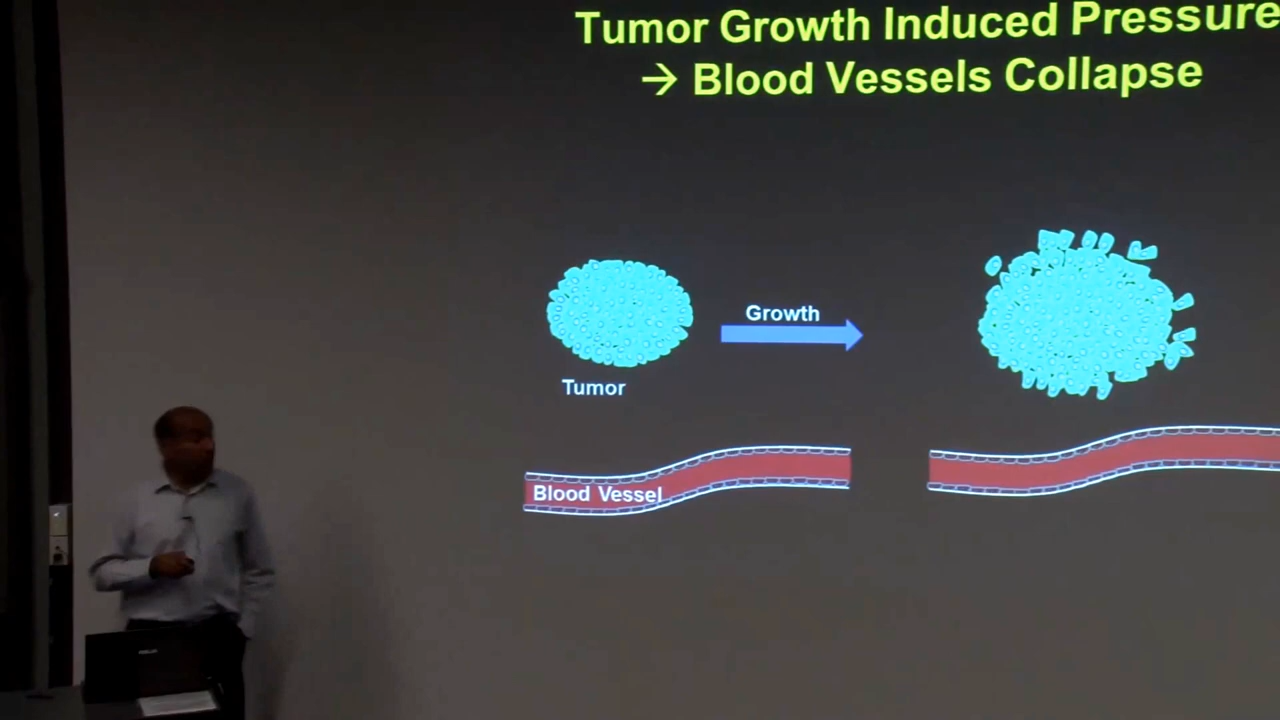 Tumor Growth Induced Pressure
→ Blood Vessels Collapse
Growth
Tumor
Blood Vessel